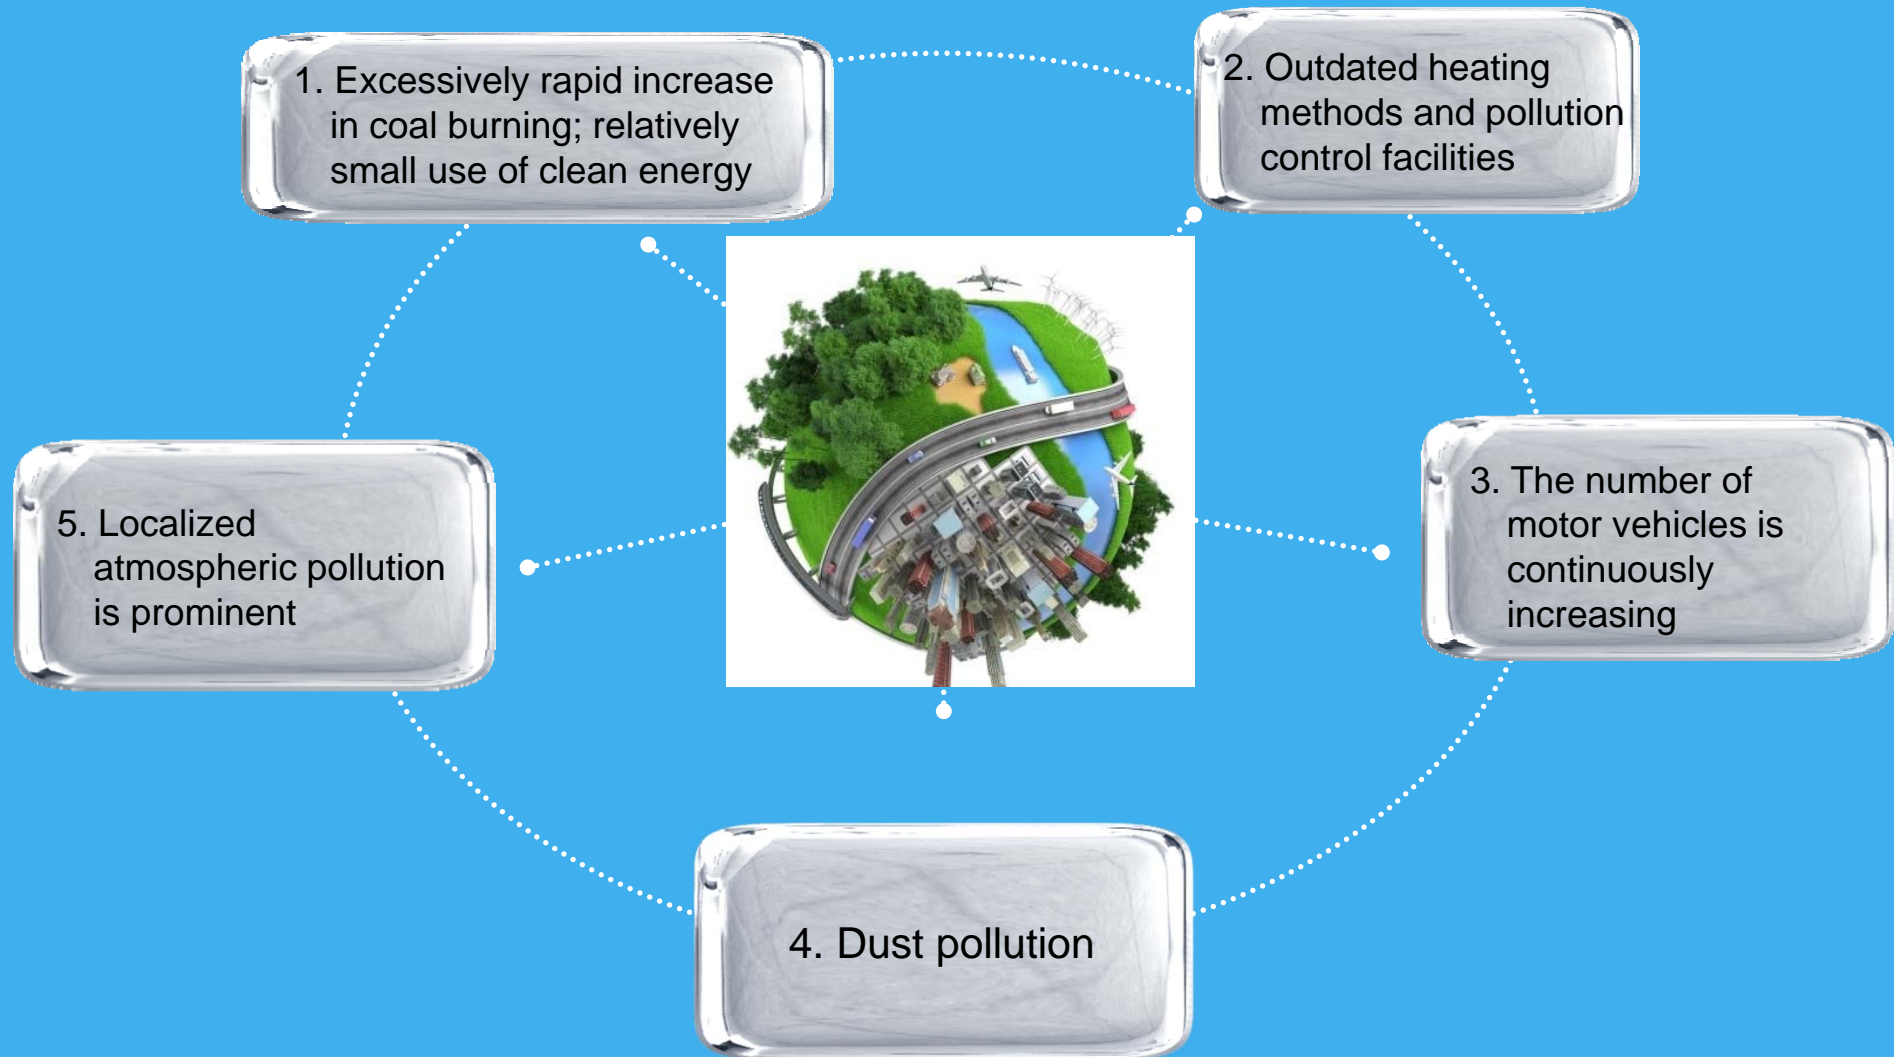 1. Excessively rapid increase
in coal burning; relatively
small use of clean energy
2. Outdated heating
methods and pollution
control facilities
3. The number of
motor vehicles is
continuously
increasing
4. Dust pollution
5. Localized
atmospheric pollution
is prominent